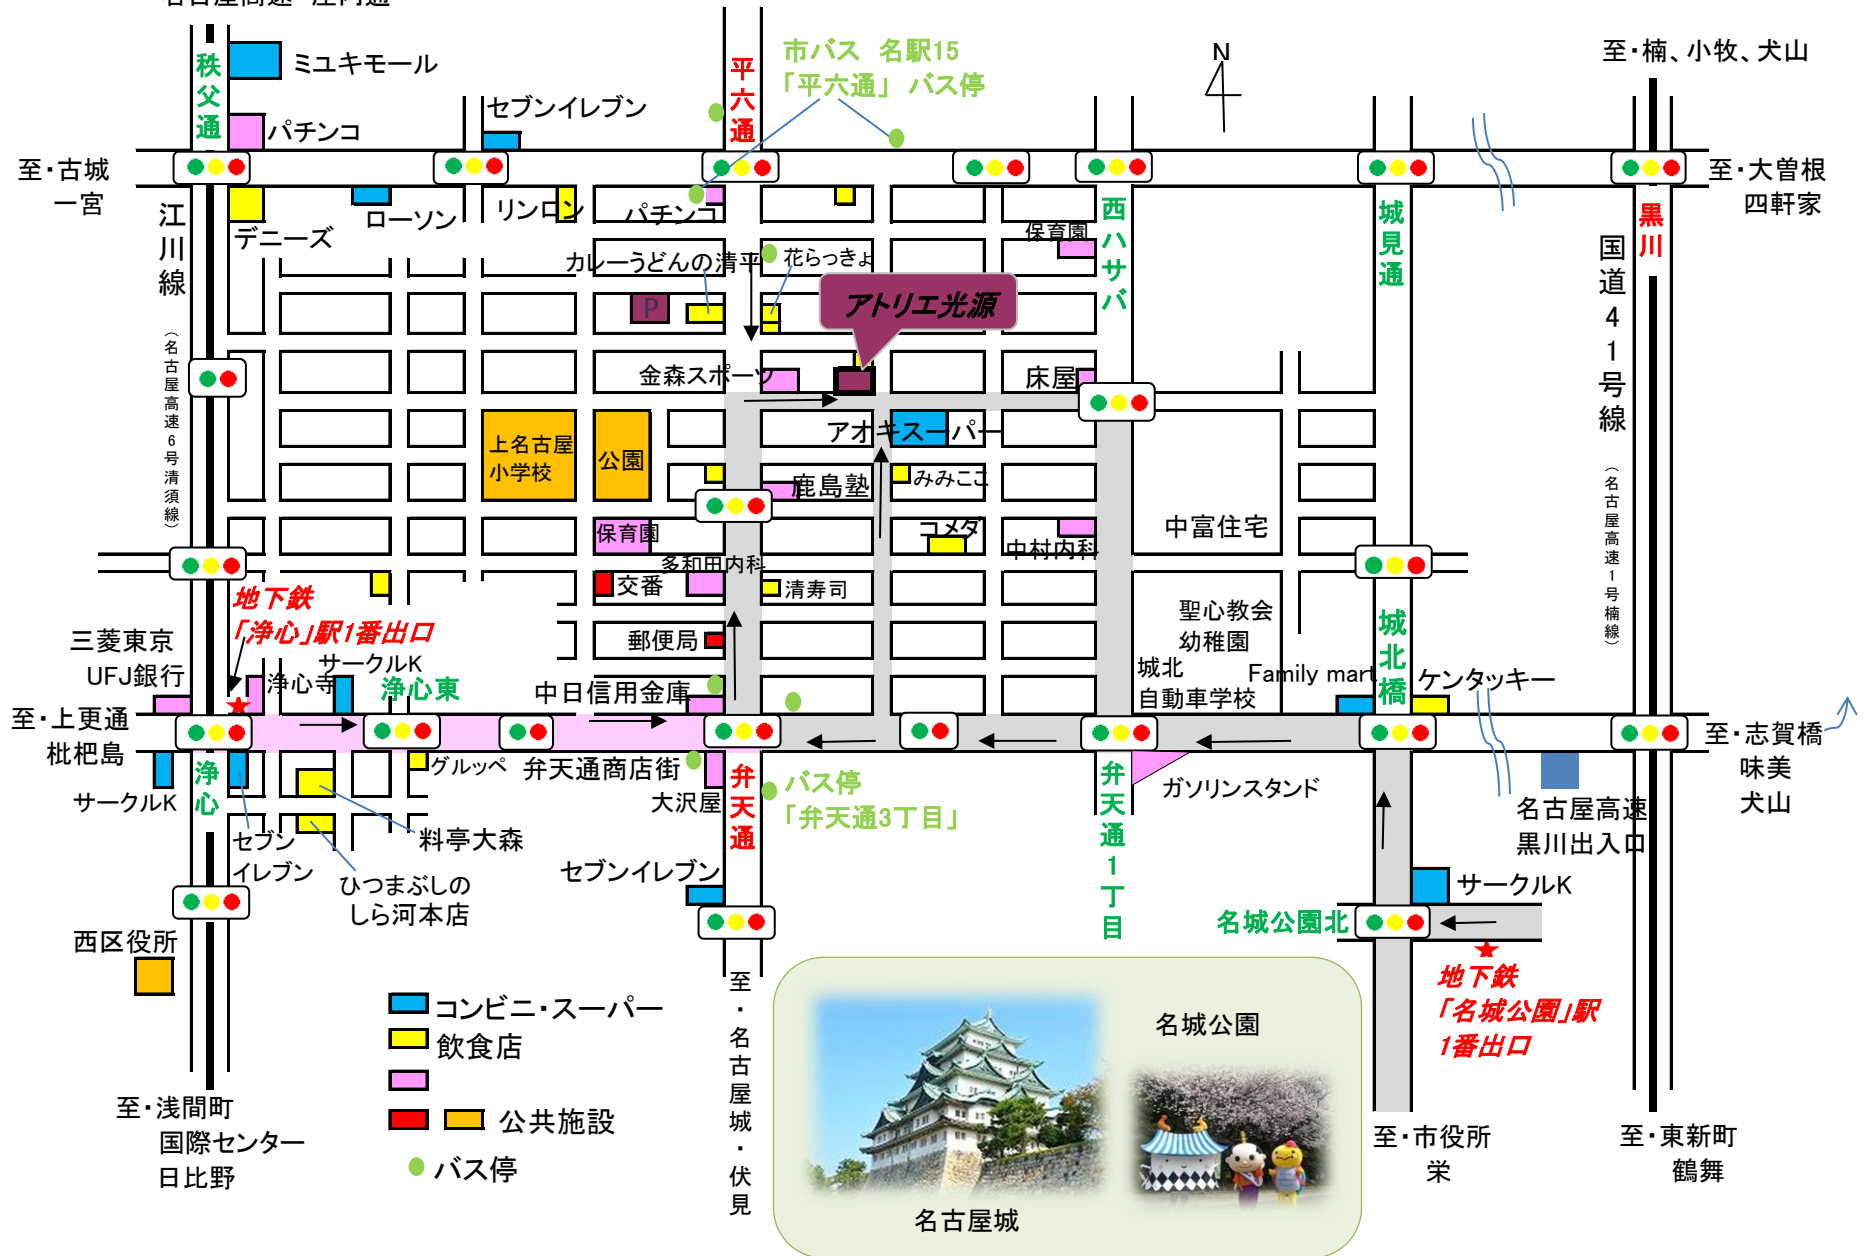 秩父通
ミユキモール
パチンコ
セブンイレブン
平六通
市バス 名駅15
「平六通」 バス停
N
至・楠、小牧、犬山
至・古城
一宮
至・大曽根
四軒家
江川線
(名古屋高速6号清須線)
デニーズ
ローソン
リンロン
パチンコ
カレーうどんの清平
花らっきょ
保育園
西ハサバ
城見通
黒川
国道41号線
(名古屋高速1号楠線)
P
アトリエ光源
金森スポーツ
床屋
アオキスーパー
上名古屋
小学校
公園
鹿島塾
みみここ
保育園
コメダ
中村内科
中富住宅
多和田内科
交番
清寿司
聖心教会
幼稚園
郵便局
地下鉄
「浄心」駅1番出口
三菱東京
UFJ銀行
浄心寺
サークルK
浄心東
中日信用金庫
城北
自動車学校
Family mart
城北橋
ケンタッキー
至・上更通
枇杷島
至・志賀橋
味美
犬山
サークルK
浄心
セブン
イレブン
グルッペ
弁天通商店街
大沢屋
弁天通
バス停
「弁天通3丁目」
弁天通1丁目
ガソリンスタンド
名古屋高速
黒川出入口
料亭大森
ひつまぶしの
しら河本店
セブンイレブン
サークルK
名城公園北
西区役所
地下鉄
「名城公園」駅
1番出口
コンビニ・スーパー
飲食店
公共施設
バス停
至・名古屋城・伏見
名城公園
名古屋城
至・浅間町
国際センター
日比野
至・市役所
栄
至・東新町
鶴舞